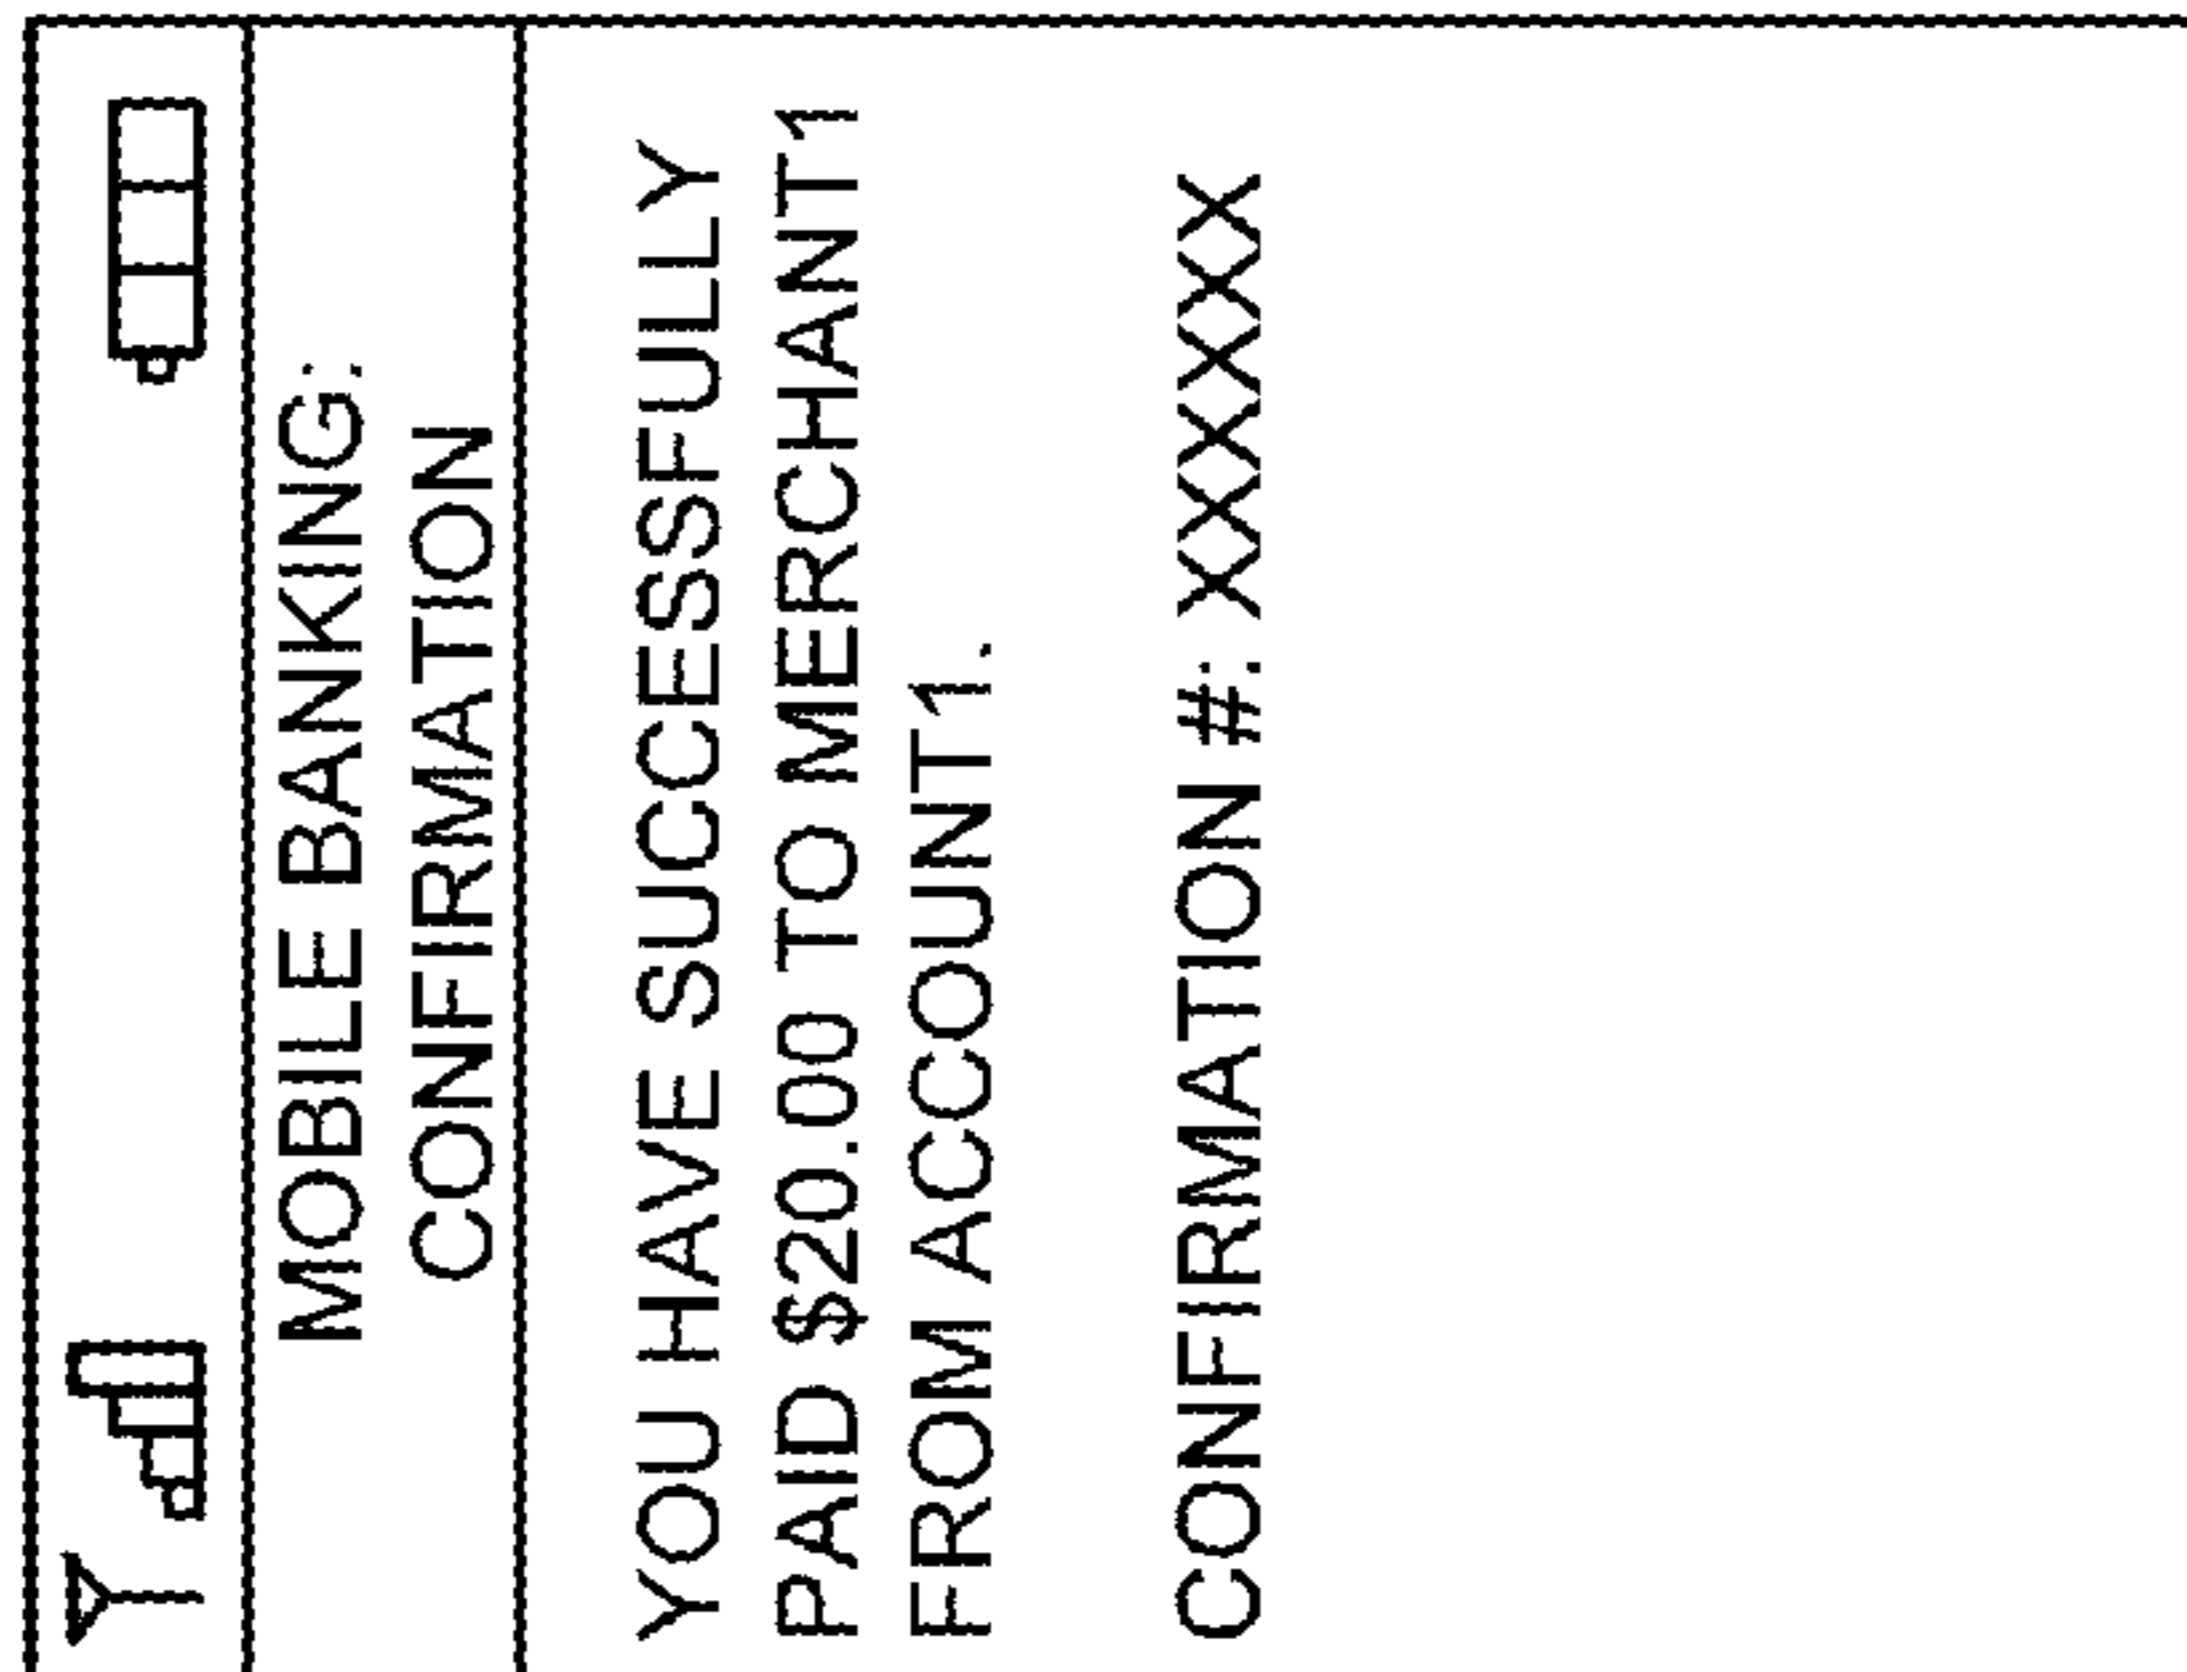 MOBILE BANKING:
CONFIRMATION
YOU HAVE SUCCESSFULLY
PAID $20.00 TO MERCHANT1
FROM ACCOUNT1.
CONFIRMATION #: XXXXXX